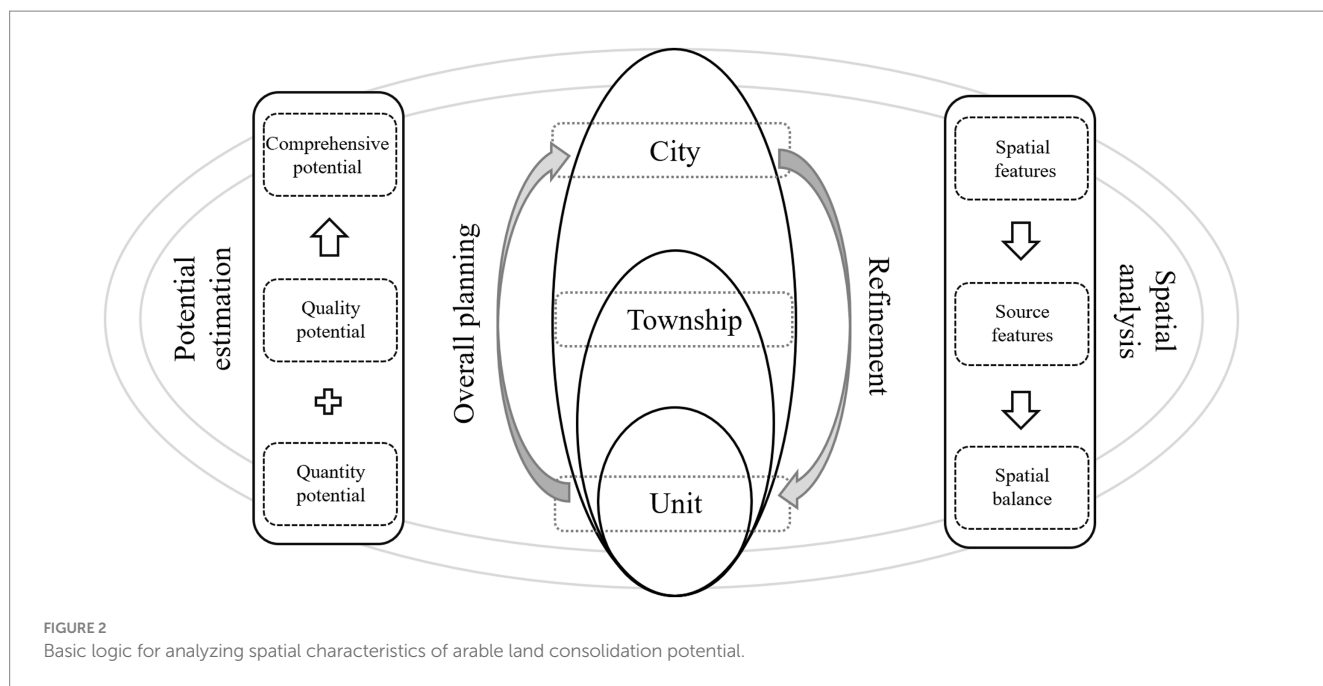 Potential
estimation
Comprehensive
potential
Quality
potential
Quantity
potential
Overall planning
City
Township
Unit
Refinement
Spatial
features
Source
features
Spatial
balance
Spatial
analysis
FIGURE 2
Basic logic for analyzing spatial characteristics of arable land consolidation potential.